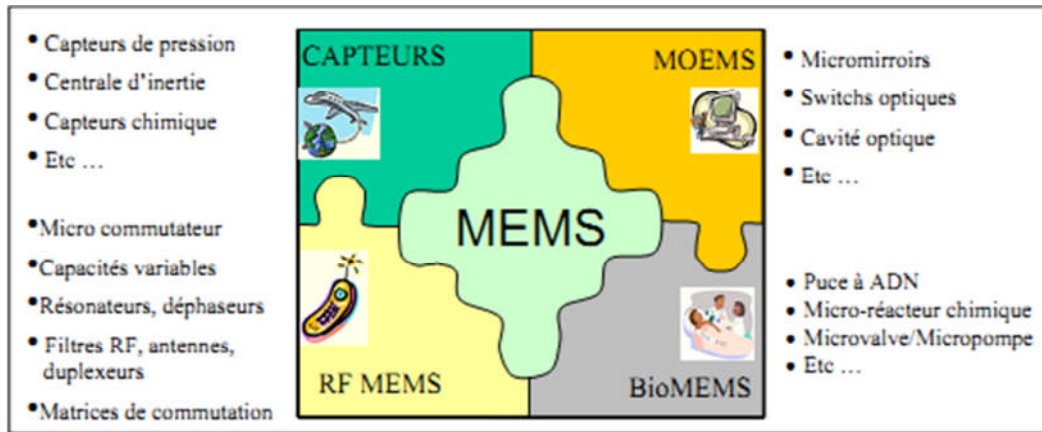 • Capteurs de pression
• Centrale d'inertie
• Capteurs chimique
• Etc …
CAPTEURS
MOEMS
• Micromirroirs
• Switchs optiques
• Cavité optique
• Etc …
MEMS
•Micro commutateur
•Capacités variables
•Résonateurs, déphaseurs
• Filtres RF, antennes,
duplexeurs
•Matrices de commutation
RF MEMS
BioMEMS
• Puce à ADN
• Micro-réacteur chimique
• Microvalve/Micropompe
• Etc …